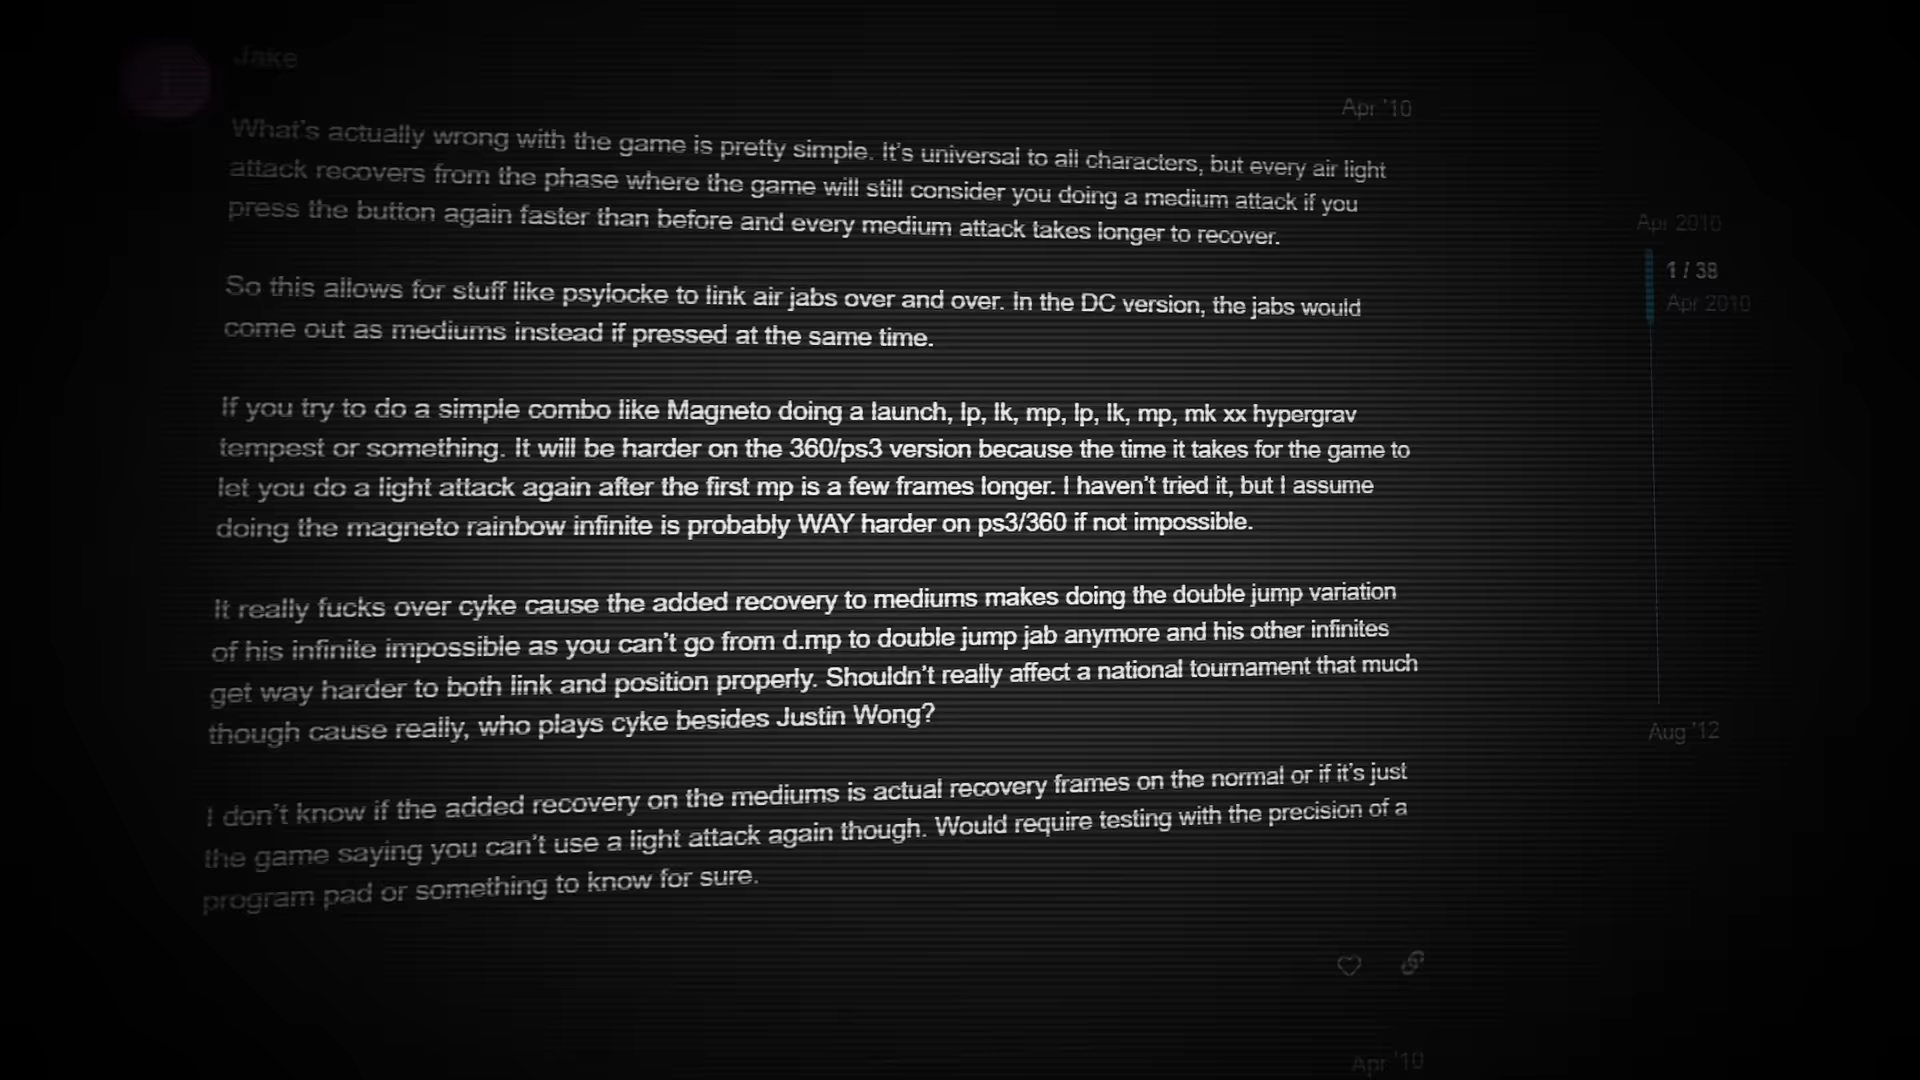 Jake
Apr '10
What's actually wrong with the game is pretty simple. It's universal to all characters, but every air light
attack recovers from the phase where the game will still consider you doing a medium attack if you
press the button again faster than before and every medium attack takes longer to recover.
So this allows for stuff like psylocke to link air jabs over and over. In the DC version, the jabs would
come out as mediums instead if pressed at the same time.
If you try to do a simple combo like Magneto doing a launch, lp, lk, mp, lp, lk, mp, mk xx hypergrav
tempest or something. It will be harder on the 360/ps3 version because the time it takes for the game to
let you do a light attack again after the first mp is a few frames longer. I haven't tried it, but I assume
doing the magneto rainbow infinite is probably WAY harder on ps3/360 if not impossible.
It really fucks over cyke cause the added recovery to mediums makes doing the double jump variation
of his infinite impossible as you can't go from d.mp to double jump jab anymore and his other infinites
get way harder to both link and position properly. Shouldn't really affect a national tournament that much
though cause really, who plays cyke besides Justin Wong?
I don't know if the added recovery on the mediums is actual recovery frames on the normal or if it's just
the game saying you can't use a light attack again though. Would require testing with the precision of a
program pad or something to know for sure.
Apr 2010
1 / 38
Apr 2010
Aug '12
Apr '10